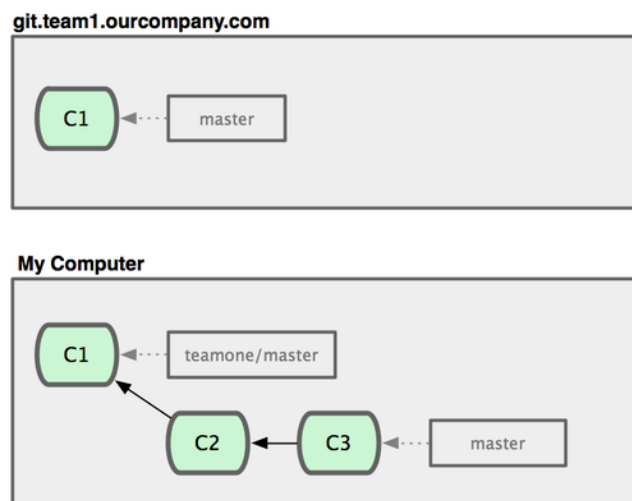 git.team1.ourcompany.com
C1
master
My Computer
C1
teamone/master
C2
C3
master